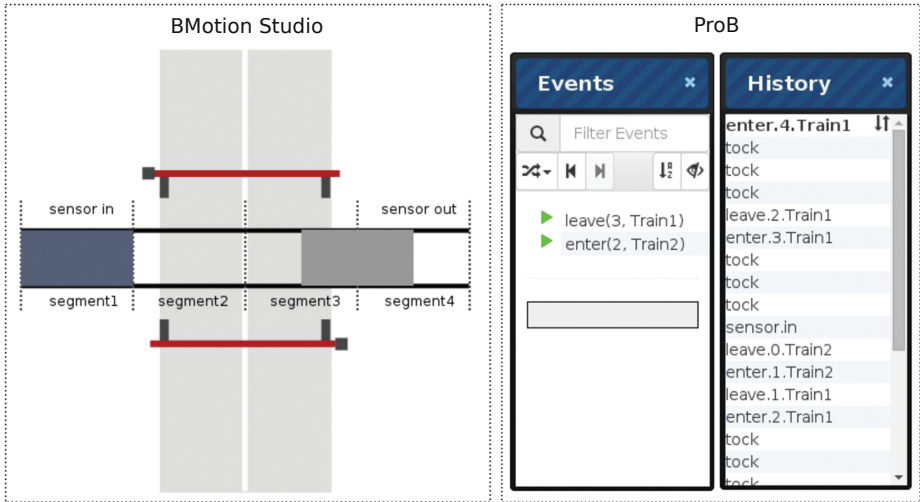 BMotion Studio
sensor in
sensor out
segment1
segment2
segment3
segment4
ProB
Events
Filter Events
leave(3, Train1)
enter(2, Train2)
History
enter.4.Train1
tock
tock
tock
leave.2.Train1
enter.3.Train1
tock
tock
tock
sensor.in
leave.0.Train2
enter.1.Train2
leave.1.Train1
enter.2.Train1
tock
tock
tock